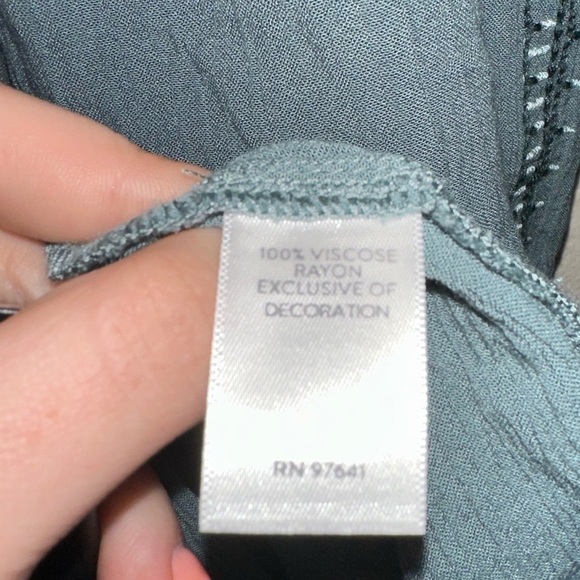 100% VISCOSE
RAYON
EXCLUSIVE OF
DECORATION
RN 97641